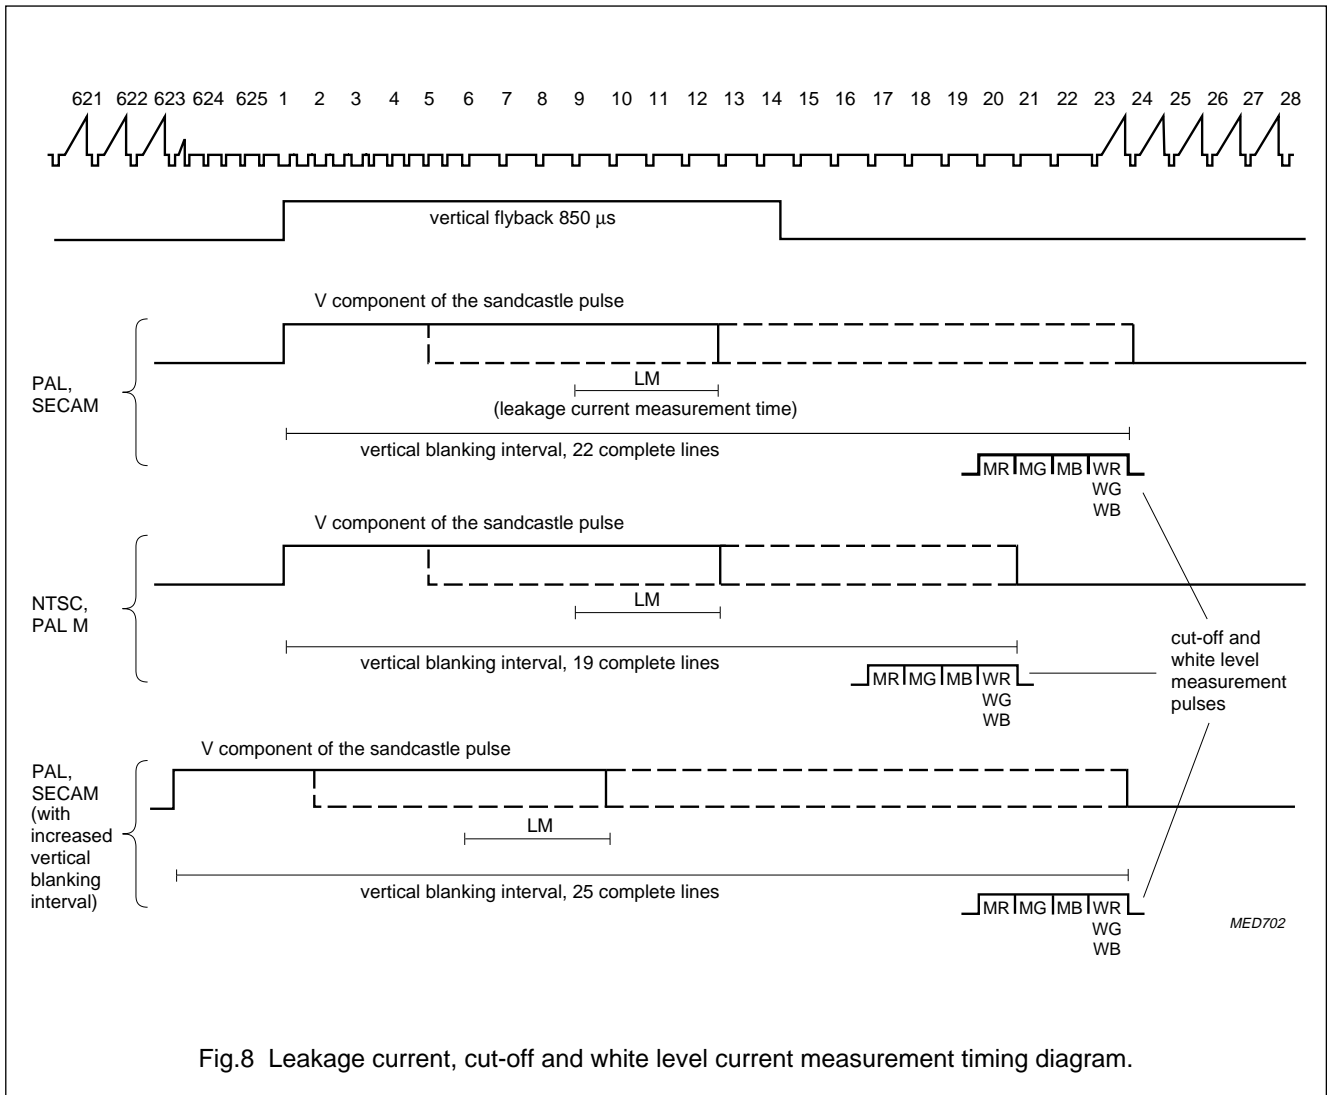 621 622 623 624 625 1 2 3 4 5 6 7 8 9 10 11 12 13 14 15 16 17 18 19 20 21 22 23 24 25 26 27 28
vertical flyback 850 µs
V component of the sandcastle pulse
PAL,
SECAM
LM
(leakage current measurement time)
vertical blanking interval, 22 complete lines
MR MG MB WR
WG
WB
V component of the sandcastle pulse
NTSC,
PAL M
LM
vertical blanking interval, 19 complete lines
MR MG MB WR
WG
WB
cut-off and
white level
measurement
pulses
V component of the sandcastle pulse
PAL,
SECAM
(with
increased
vertical
blanking
interval)
LM
vertical blanking interval, 25 complete lines
MR MG MB WR
WG
WB
MED702
Fig.8 Leakage current, cut-off and white level current measurement timing diagram.